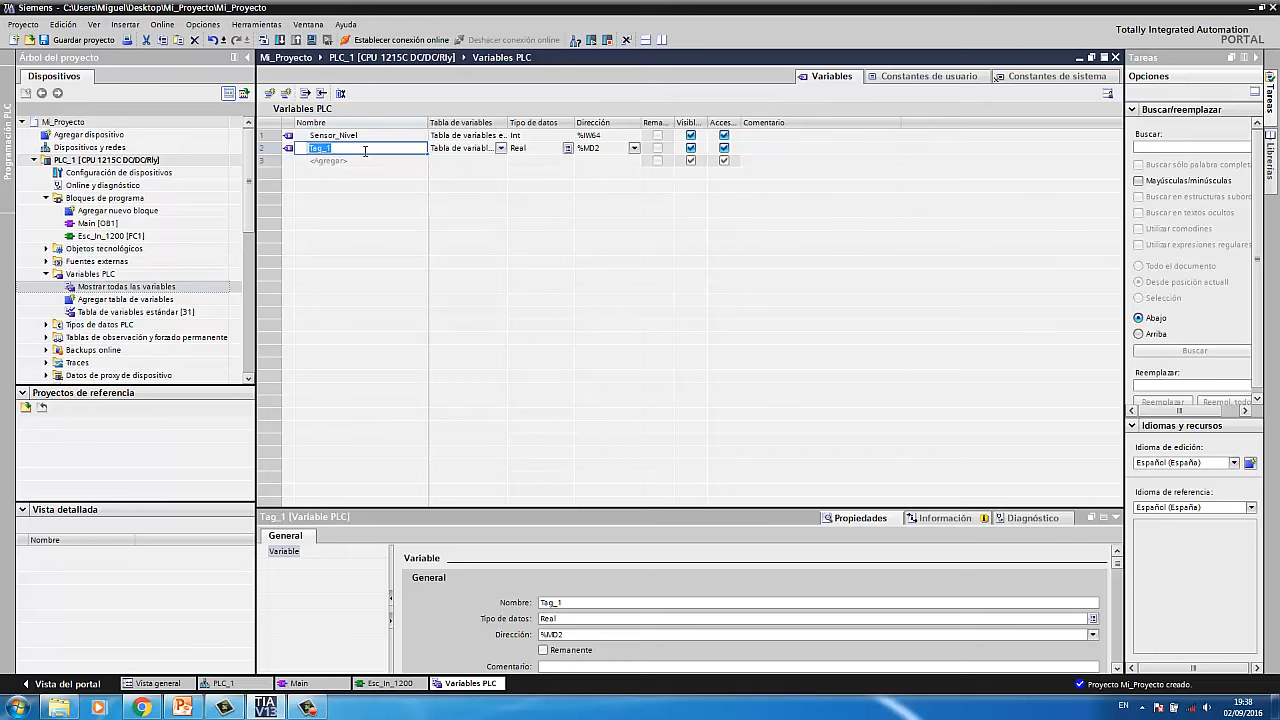 Siemens - C:\Users\Miguel\Desktop\Mi_Proyecto\Mi_Proyecto
Proyecto Edición Ver Insertar Online Opciones Herramientas Ventana Ayuda
Totally Integrated Automation
PORTAL
Guardar proyecto Establecer conexión online Deshacer conexión online
Árbol del proyecto
Mi_Proyecto PLC_1 [CPU 1215C DC/DC/Rly] Variables PLC
Tareas
Dispositivos
Variables Constantes de usuario Constantes de sistema
Opciones
Programación PLC
Tareas
Librerías
Variables PLC
Nombre Tabla de variables Tipo de datos Dirección Rema... Visibl... Acces... Comentario
1 Sensor_Nivel Tabla de variables e.. Int %IW64
2 Tag_1 Tabla de variabl... Real %MD2
3 <Agregar>
Mi_Proyecto
Agregar dispositivo
Dispositivos y redes
PLC_1 [CPU 1215C DC/DC/Rly]
Configuración de dispositivos
Online y diagnóstico
Bloques de programa
Agregar nuevo bloque
Main [OB1]
Esc_In_1200 [FC1]
Objetos tecnológicos
Fuentes externas
Variables PLC
Mostrar todas las variables
Agregar tabla de variables
Tabla de variables estándar [31]
Tipos de datos PLC
Tablas de observación y forzado permanente
Backups online
Traces
Datos de proxy de dispositivo
Proyectos de referencia
Vista detallada
Nombre
Buscar/reemplazar
Buscar:
Buscar sólo palabra complet
Mayúsculas/minúsculas
Buscar en estructuras subord
Buscar en textos ocultos
Utilizar comodines
Utilizar expresiones regulares
Todo el documento
Desde posición actuall
Selección
Abajo
Arriba
Buscar
Reemplazar:
Reemplazar Reempl. todo
Idiomas y recursos
Idioma de edición:
Español (España)
Idioma de referencia:
Español (España)
Tag_1 [Variable PLC]
Propiedades Información Diagnóstico
General
Variable
Variable
General
Nombre: Tag_1
Tipo de datos: Real
Dirección: %MD2
Remanente
Comentario:
Vista del portal Vista general PLC_1 Main Esc_In_1200 Variables PLC
Proyecto Mi_Proyecto creado.
TIA V13
EN
19:38
02/09/2016